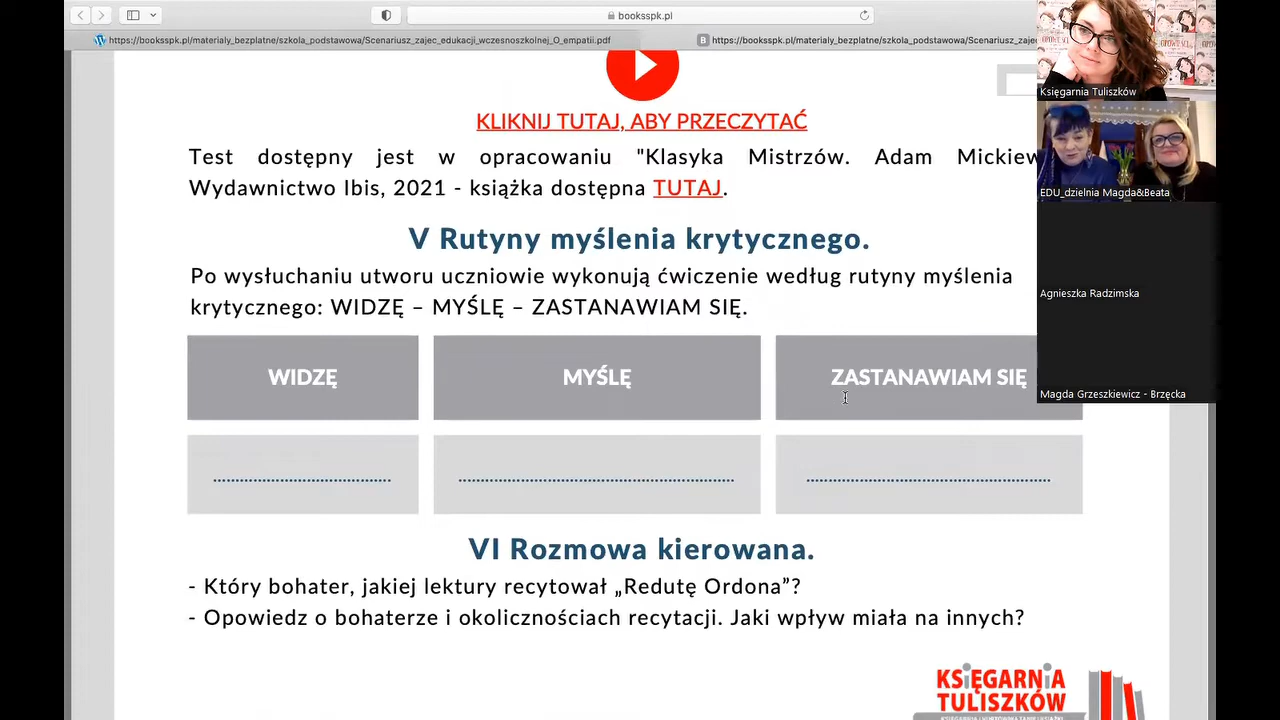 booksspk.pl
https://booksspk.pl/materialy_bezplatne/szkola_podstawowa/Scenariusz_zajec_edukacji_wczesnoszkolnej_O_empatii.pdf
https://booksspk.pl/materialy_bezplatne/szkola_podstawowa/Scenariusz_zajec
KLIKNIJ TUTAJ, ABY PRZECZYTAĆ
Test dostępny jest w opracowaniu "Klasyka Mistrzów. Adam Mickiew
Wydawnictwo Ibis, 2021 - książka dostępna TUTAJ.
V Rutyny myślenia krytycznego.
Po wysłuchaniu utworu uczniowie wykonują ćwiczenie według rutyny myślenia
krytycznego: WIDZĘ – MYŚLĘ – ZASTANAWIAM SIĘ.
WIDZĘ
MYŚLĘ
ZASTANAWIAM SIĘ
VI Rozmowa kierowana.
- Który bohater, jakiej lektury recytował „Redutę Ordona”?
- Opowiedz o bohaterze i okolicznościach recytacji. Jaki wpływ miała na innych?
KSIĘGARNIA
TULISZKÓW
Księgarnia Tuliszków
EDU_dzielnia Magda&Beata
Agnieszka Radzimska
Magda Grzeszkiewicz - Brzęcka